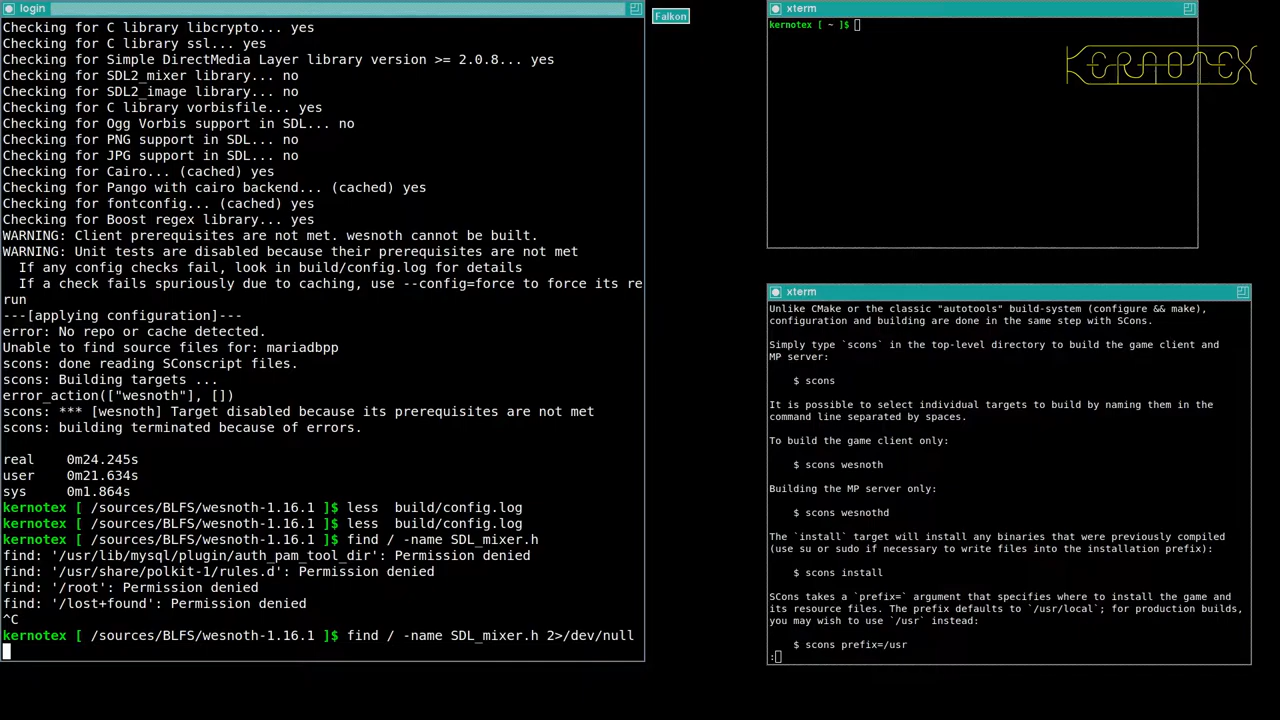 login
Checking for C library libcrypto... yes
Checking for C library ssl... yes
Checking for Simple DirectMedia Layer library version >= 2.0.8... yes
Checking for SDL2_mixer library... no
Checking for SDL2_image library... no
Checking for C library vorbisfile... yes
Checking for Ogg Vorbis support in SDL... no
Checking for PNG support in SDL... no
Checking for JPG support in SDL... no
Checking for Cairo... (cached) yes
Checking for Pango with cairo backend... (cached) yes
Checking for fontconfig... (cached) yes
Checking for Boost regex library... yes
WARNING: Client prerequisites are not met. wesnoth cannot be built.
WARNING: Unit tests are disabled because their prerequisites are not met
  If any config checks fail, look in build/config.log for details
  If a check fails spuriously due to caching, use --config=force to force its re
run
---[applying configuration]---
error: No repo or cache detected.
Unable to find source files for: mariadbpp
scons: done reading SConscript files.
scons: Building targets ...
error_action(["wesnoth"], [])
scons: *** [wesnoth] Target disabled because its prerequisites are not met
scons: building terminated because of errors.
real    0m24.245s
user    0m21.634s
sys     0m1.864s
kernotex [ /sources/BLFS/wesnoth-1.16.1 ]$ less  build/config.log
kernotex [ /sources/BLFS/wesnoth-1.16.1 ]$ less  build/config.log
kernotex [ /sources/BLFS/wesnoth-1.16.1 ]$ find / -name SDL_mixer.h
find: '/usr/lib/mysql/plugin/auth_pam_tool_dir': Permission denied
find: '/usr/share/polkit-1/rules.d': Permission denied
find: '/root': Permission denied
find: '/lost+found': Permission denied
^C
kernotex [ /sources/BLFS/wesnoth-1.16.1 ]$ find / -name SDL_mixer.h 2>/dev/null
Falkon
xterm
kernotex [ ~ ]$
KERNOTEX
xterm
Unlike CMake or the classic "autotools" build-system (configure && make),
configuration and building are done in the same step with SCons.
Simply type `scons` in the top-level directory to build the game client and
MP server:
    $ scons
It is possible to select individual targets to build by naming them in the
command line separated by spaces.
To build the game client only:
    $ scons wesnoth
Building the MP server only:
    $ scons wesnothd
The `install` target will install any binaries that were previously compiled
(use su or sudo if necessary to write files into the installation prefix):
    $ scons install
SCons takes a `prefix=` argument that specifies where to install the game and
its resource files. The prefix defaults to `/usr/local`; for production builds,
you may wish to use `/usr` instead:
    $ scons prefix=/usr
: